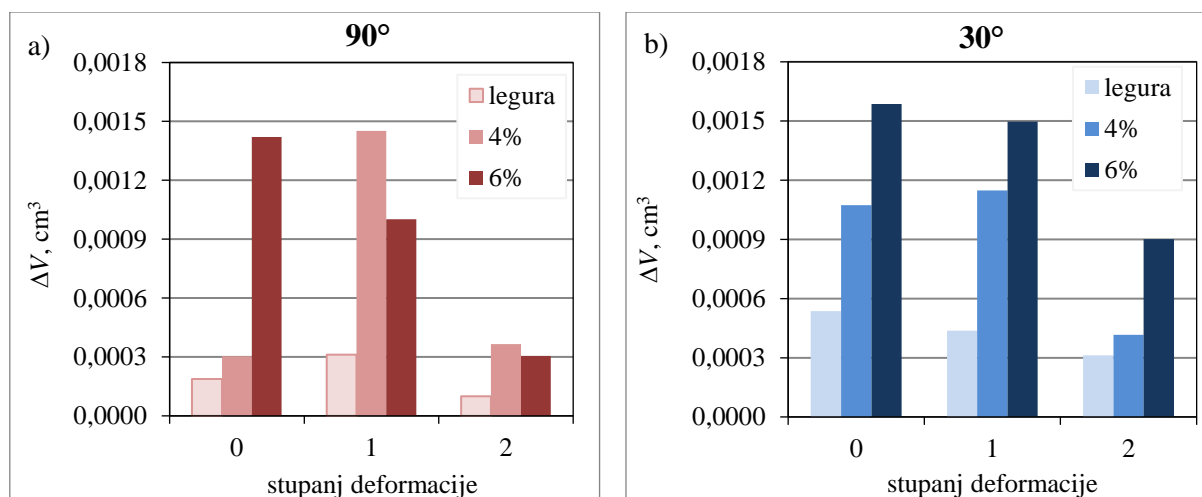 a)
90°
0,0018
0,0015
0,0012
0,0009
0,0006
0,0003
0,0000
ΔV, cm³
legura
4%
6%
0 1 2
stupanj deformacije
b)
30°
0,0018
0,0015
0,0012
0,0009
0,0006
0,0003
0,0000
ΔV, cm³
legura
4%
6%
0 1 2
stupanj deformacije